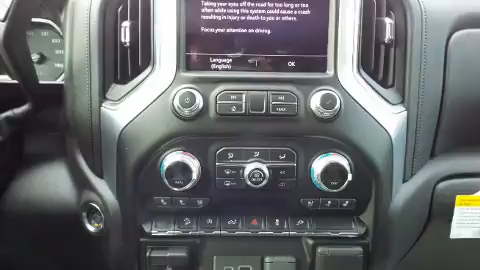 Taking your eyes off the road for too long or too
often while using this system could cause a crash
resulting in injury or death to you or others.
Focus your attention on driving.
Language
(English)
OK